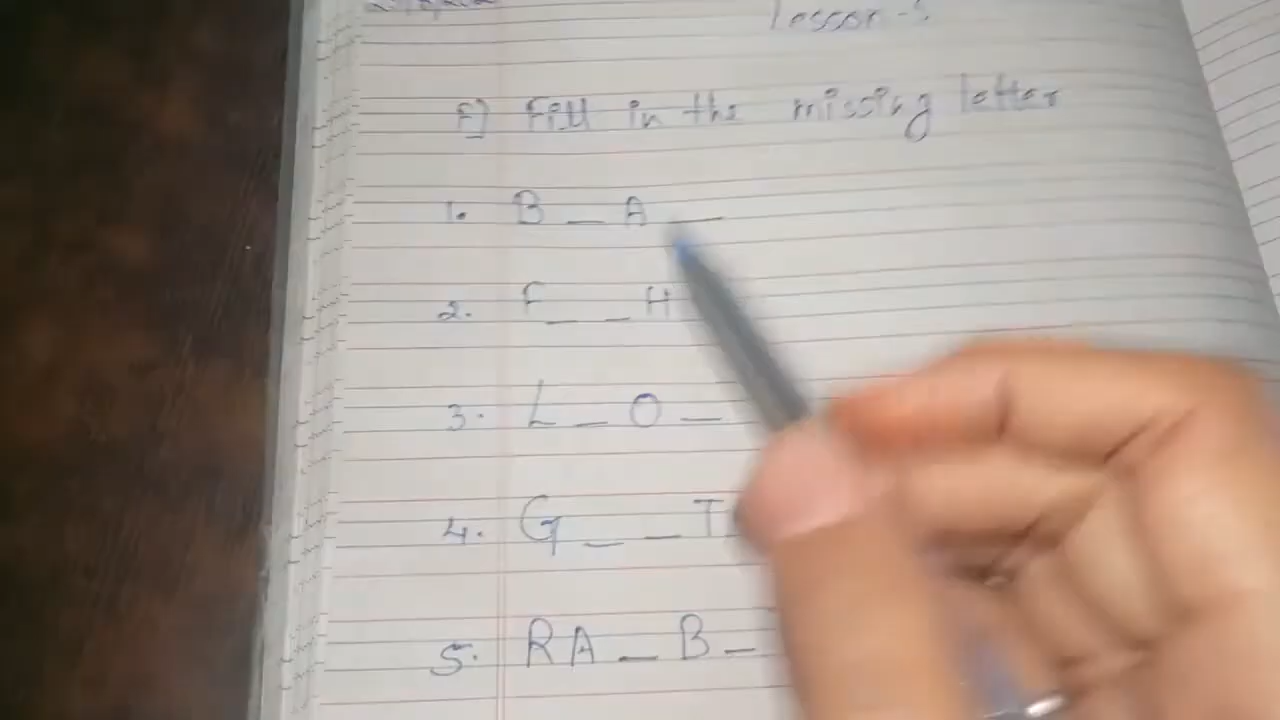 Lesson
F] Fill in the missing letter
1. B _ A _
2. F _ _ H
3. L _ O _
4. G _ _ T
5. RA _ B _